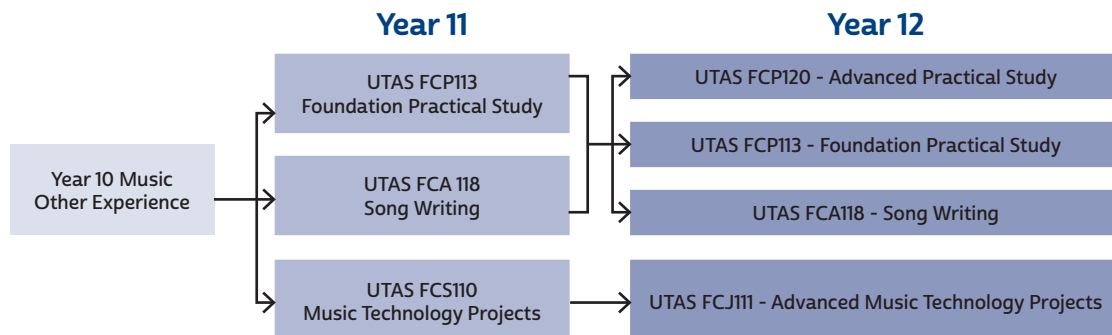 Year 11
Year 12
Year 10 Music
Other Experience
UTAS FCP113
Foundation Practical Study
UTAS FCA 118
Song Writing
UTAS FCS110
Music Technology Projects
UTAS FCP120 - Advanced Practical Study
UTAS FCP113 - Foundation Practical Study
UTAS FCA118 - Song Writing
UTAS FCJ111 - Advanced Music Technology Projects